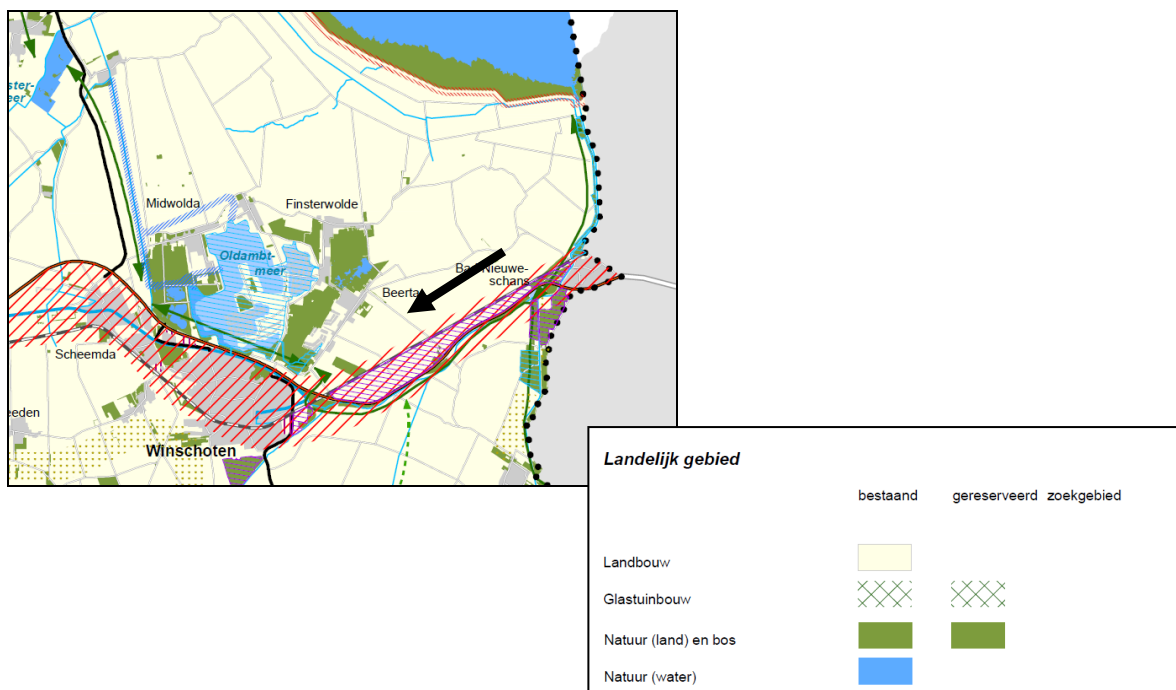 ster-
meer
Midwolda
Finsterwolde
Oldambt-
meer
Nieuwe-
schans
Beerta
Scheemda
eeden
Winschoten
Landelijk gebied
bestaand
gereserveerd
zoekgebied
Landbouw
Glastuinbouw
Natuur (land) en bos
Natuur (water)